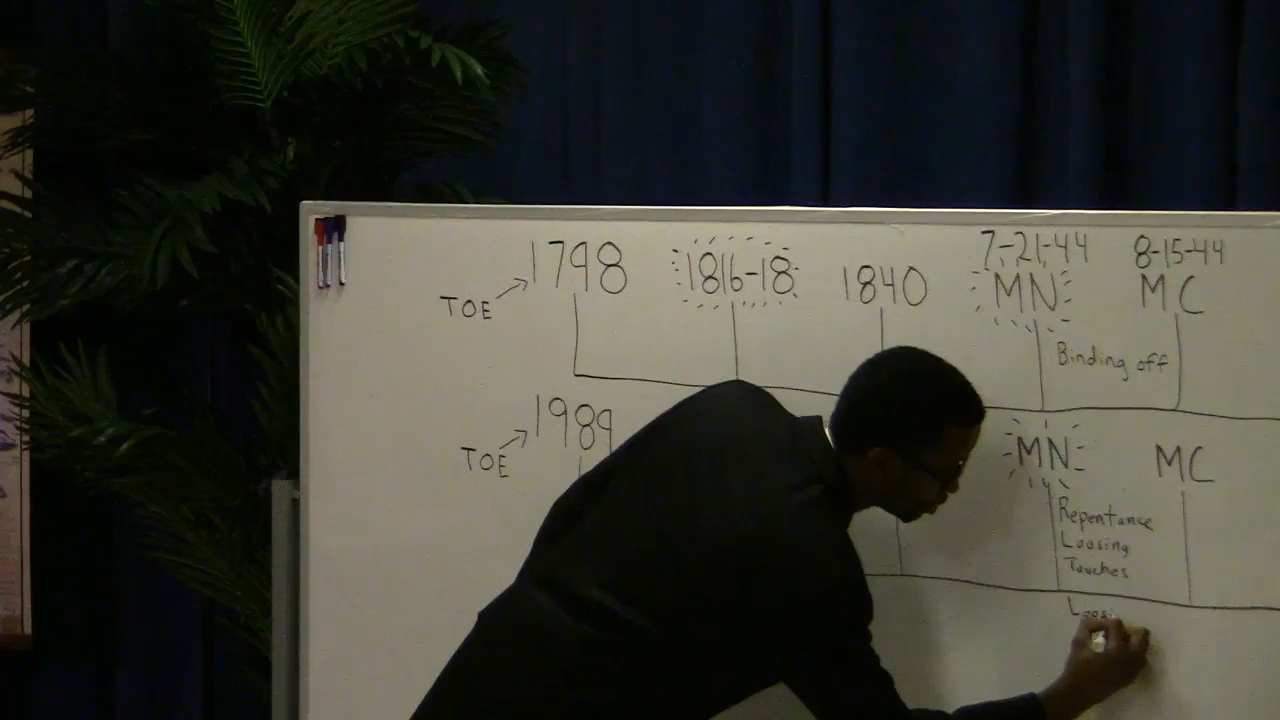 7-21-44 8-15-44
TOE 1798 1816-18 1840 MN MC
Binding off
TOE 1989 MN MC
Repentance
Loosing
Touches
Loosi